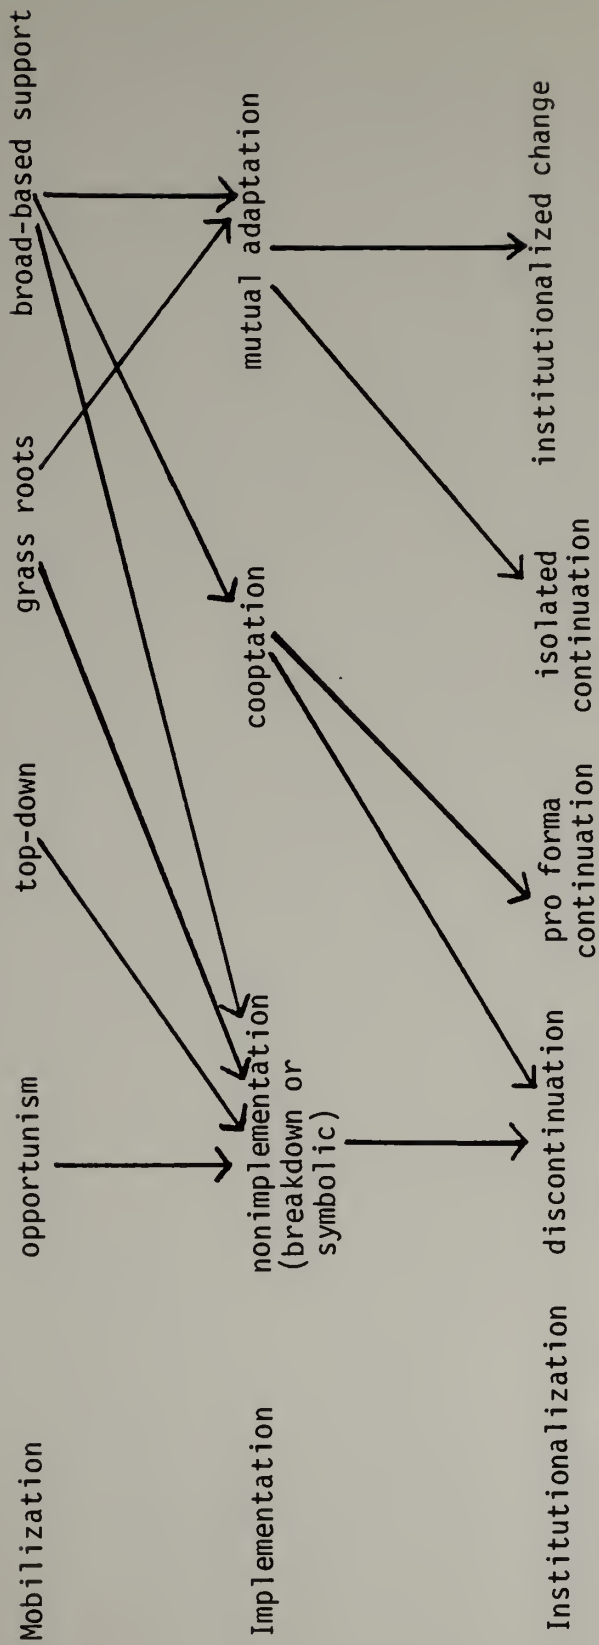 Mobilization opportunism top-down grass roots broad-based support
Implementation nonimplementation cooptation mutual adaptation
(breakdown or
symbolic)
Institutionalization discontinuation pro forma isolated institutionalized change
continuation continuation